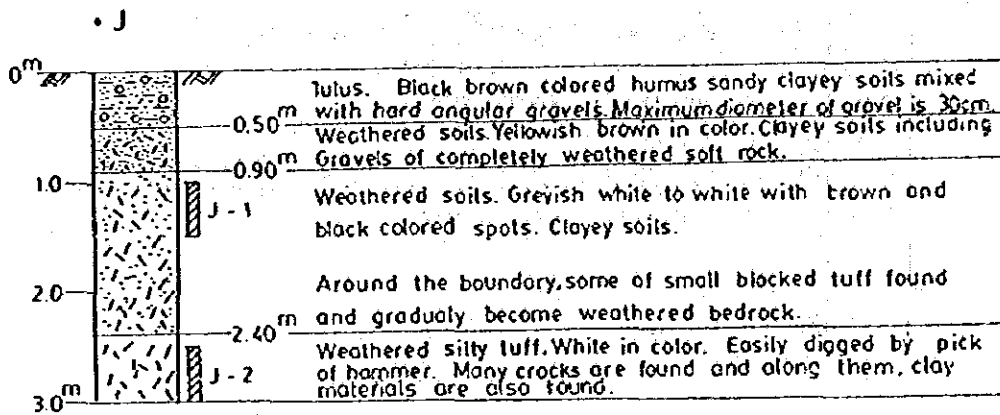 • J
0m
Tulus. Black brown colored humus sandy clayey soils mixed
with hard angular gravels. Maximum diameter of gravel is 30cm.
0.50m
Weathered soils. Yellowish brown in color. Clayey soils including
Gravels of completely weathered soft rock.
0.90m
1.0
Weathered soils. Greyish white to white with brown and
black colored spots. Clayey soils.
J - 1
Around the boundary, some of small blocked tuff found
and gradualy become weathered bedrock.
2.0
2.40m
Weathered silty tuff. White in color. Easily digged by pick
of hammer. Many cracks are found and along them, clay
materials are also found.
J - 2
3.0m